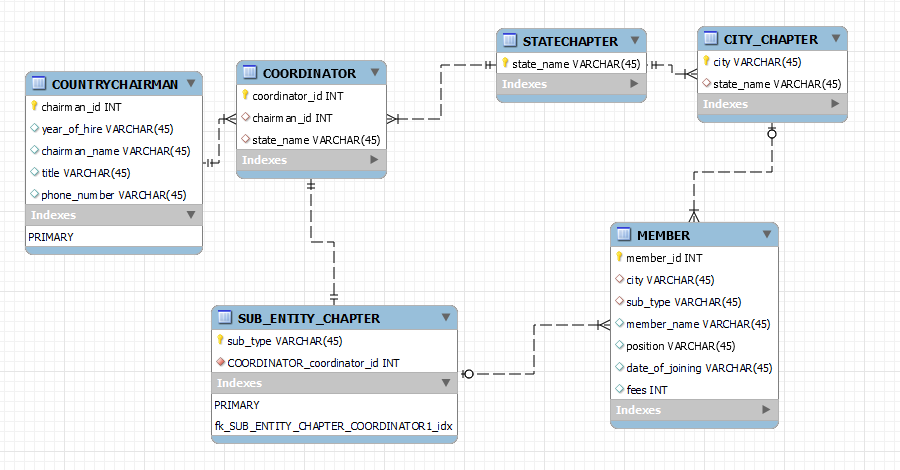 COUNTRYCHAIRMAN
chairman_id INT
year_of_hire VARCHAR(45)
chairman_name VARCHAR(45)
title VARCHAR(45)
phone_number VARCHAR(45)
Indexes
PRIMARY
COORDINATOR
coordinator_id INT
chairman_id INT
state_name VARCHAR(45)
Indexes
STATECHAPTER
state_name VARCHAR(45)
Indexes
CITY_CHAPTER
city VARCHAR(45)
state_name VARCHAR(45)
Indexes
SUB_ENTITY_CHAPTER
sub_type VARCHAR(45)
COORDINATOR_coordinator_id INT
Indexes
PRIMARY
fk_SUB_ENTITY_CHAPTER_COORDINATOR1_idx
MEMBER
member_id INT
city VARCHAR(45)
sub_type VARCHAR(45)
member_name VARCHAR(45)
position VARCHAR(45)
date_of_joining VARCHAR(45)
fees INT
Indexes